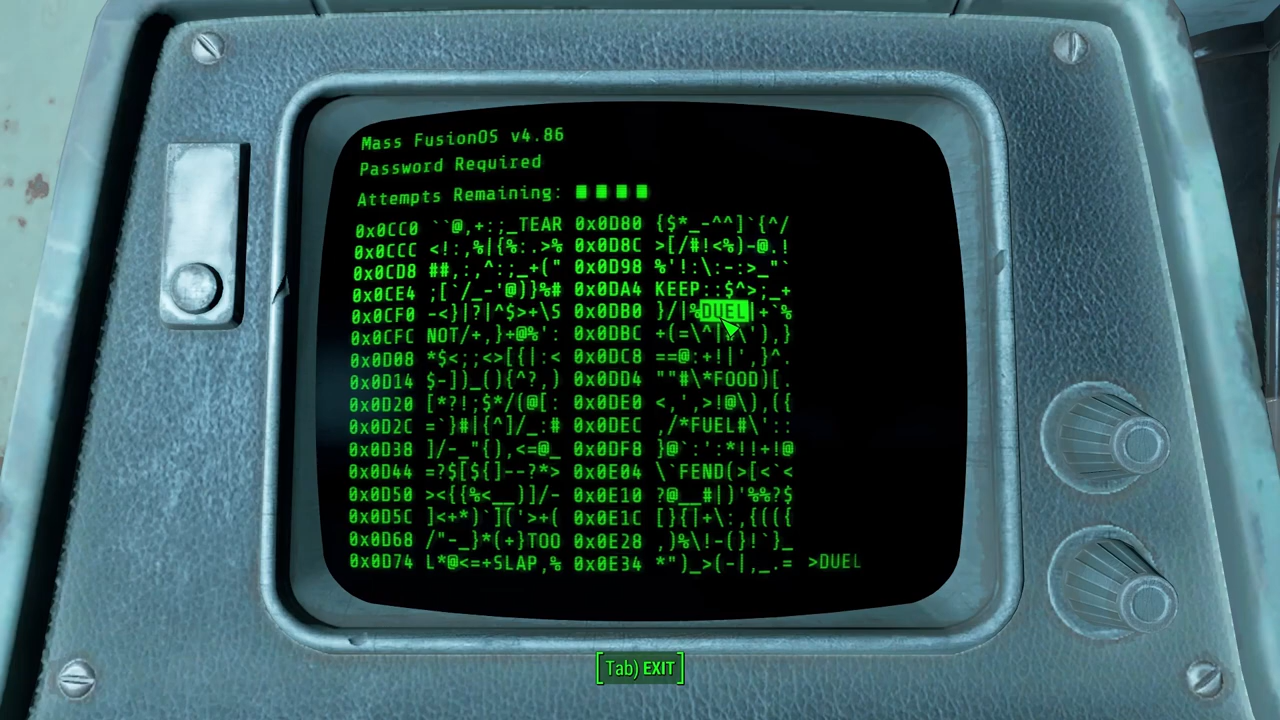 Mass FusionOS v4.86
Password Required
Attempts Remaining: ■ ■ ■ ■
0x0CC0 ``@,+:;_TEAR 0x0D80 {$*_-^^]`{^/
0x0CCC <!:,%|{%:.>% 0x0D8C >[/#!<%)-@.!
0x0CD8 ##,:,^:;_+(" 0x0D98 %'!:\:-:>_"`
0x0CE4 ;[`/_-'@)}%# 0x0DA4 KEEP::$^>;_+
0x0CF0 -<}|?|^$>+\S 0x0DB0 }/|%DUEL|+`%
0x0CFC NOT/+,}+@%': 0x0DBC
0x0D08 *$<;;<>[{|:< 0x0DC8 ==@:+!|',}^.
0x0D14 $-])_(){^?,) 0x0DD4 ""#\*FOOD)[.
0x0D20 [*?!;$*/(@[: 0x0DE0 <,',>!@\),({
0x0D2C =`}#|{^]/_:# 0x0DEC ,/*FUEL#\'::
0x0D38 ]/-_"{),<=@_ 0x0DF8 }@`:':*!!+!@
0x0D44 =?$[${]--?*> 0x0E04 \`FEND(>[<`<
0x0D50 ><{{%<__)]/- 0x0E10 ?@__#|)'%%?$
0x0D5C ]<+*)`]('>+( 0x0E1C [}{|+\:,{({{
0x0D68 /"-_}*(+}TOO 0x0E28 ,)%\!-(}!`}_
0x0D74 L*@<=+SLAP,% 0x0E34 *")_>(-|,_.= >DUEL
[Tab) EXIT]